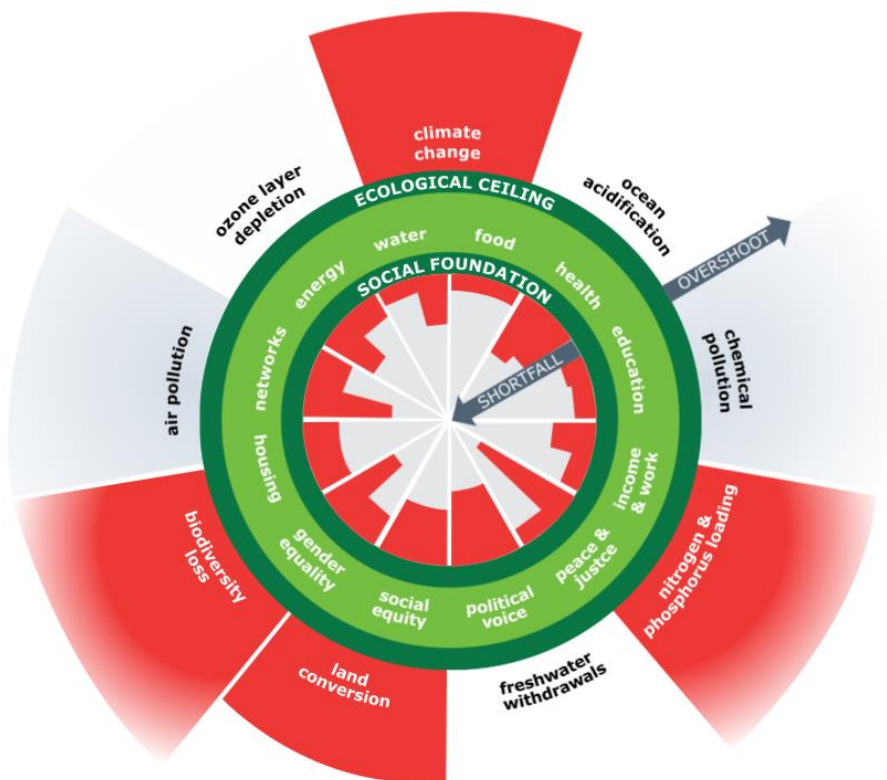 climate
change
ocean
acidification
OVERSHOOT
chemical
pollution
nitrogen &
phosphorus loading
freshwater
withdrawals
land
conversion
biodiversity
loss
air pollution
ozone layer
depletion
ECOLOGICAL CEILING
water
food
health
education
income
& work
peace &
justce
political
voice
social
equity
gender
equality
housing
networks
energy
SOCIAL FOUNDATION
SHORTFALL